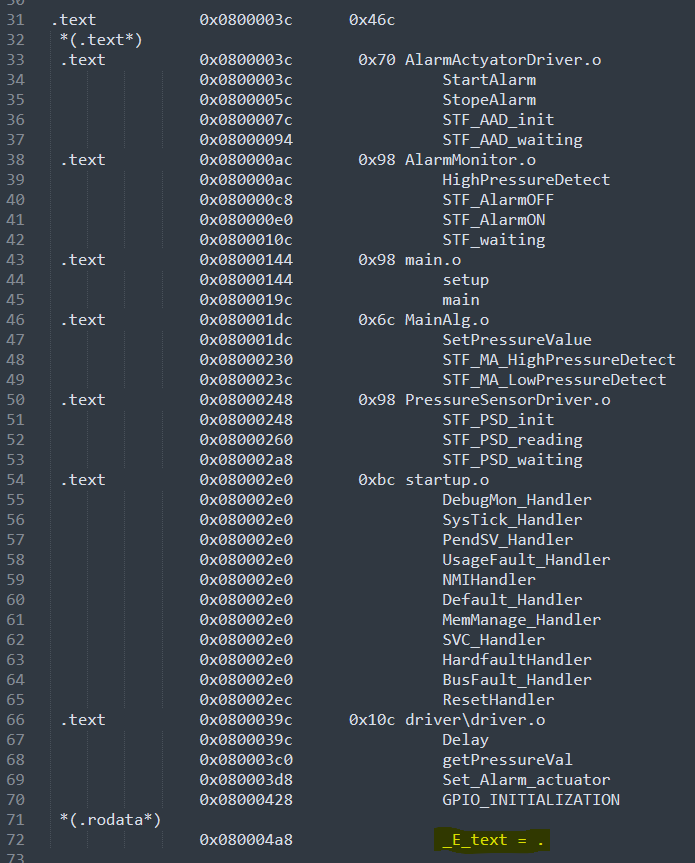 31 .text 0x0800003c 0x46c
32 *(.text*)
33 .text 0x0800003c 0x70 AlarmActyatorDriver.o
34 0x0800003c StartAlarm
35 0x0800005c StopeAlarm
36 0x0800007c STF_AAD_init
37 0x08000094 STF_AAD_waiting
38 .text 0x080000ac 0x98 AlarmMonitor.o
39 0x080000ac HighPressureDetect
40 0x080000c8 STF_AlarmOFF
41 0x080000e0 STF_AlarmON
42 0x0800010c STF_waiting
43 .text 0x08000144 0x98 main.o
44 0x08000144 setup
45 0x0800019c main
46 .text 0x080001dc 0x6c MainAlg.o
47 0x080001dc SetPressureValue
48 0x08000230 STF_MA_HighPressureDetect
49 0x0800023c STF_MA_LowPressureDetect
50 .text 0x08000248 0x98 PressureSensorDriver.o
51 0x08000248 STF_PSD_init
52 0x08000260 STF_PSD_reading
53 0x080002a8 STF_PSD_waiting
54 .text 0x080002e0 0xbc startup.o
55 0x080002e0 DebugMon_Handler
56 0x080002e0 SysTick_Handler
57 0x080002e0 PendSV_Handler
58 0x080002e0 UsageFault_Handler
59 0x080002e0 NMIHandler
60 0x080002e0 Default_Handler
61 0x080002e0 MemManage_Handler
62 0x080002e0 SVC_Handler
63 0x080002e0 HardfaultHandler
64 0x080002e0 BusFault_Handler
65 0x080002ec ResetHandler
66 .text 0x0800039c 0x10c driver\driver.o
67 0x0800039c Delay
68 0x080003c0 getPressureVal
69 0x080003d8 Set_Alarm_actuator
70 0x08000428 GPIO_INITIALIZATION
71 *(.rodata*)
72 0x080004a8 _E_text = .